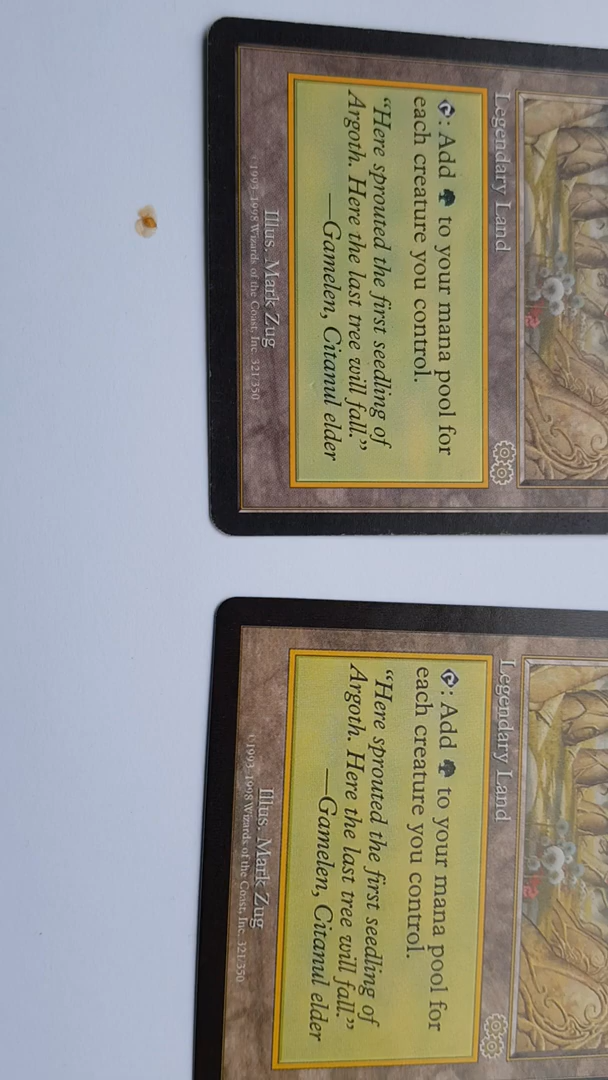 Legendary Land
: Add to your mana pool for
each creature you control.
“Here sprouted the first seedling of
Argoth. Here the last tree will fall.”
—Gamelen, Citanul elder
Illus. Mark Zug
©1993-1998 Wizards of the Coast, Inc. 321/350
Legendary Land
: Add to your mana pool for
each creature you control.
“Here sprouted the first seedling of
Argoth. Here the last tree will fall.”
—Gamelen, Citanul elder
Illus. Mark Zug
©1993-1998 Wizards of the Coast, Inc. 321/350